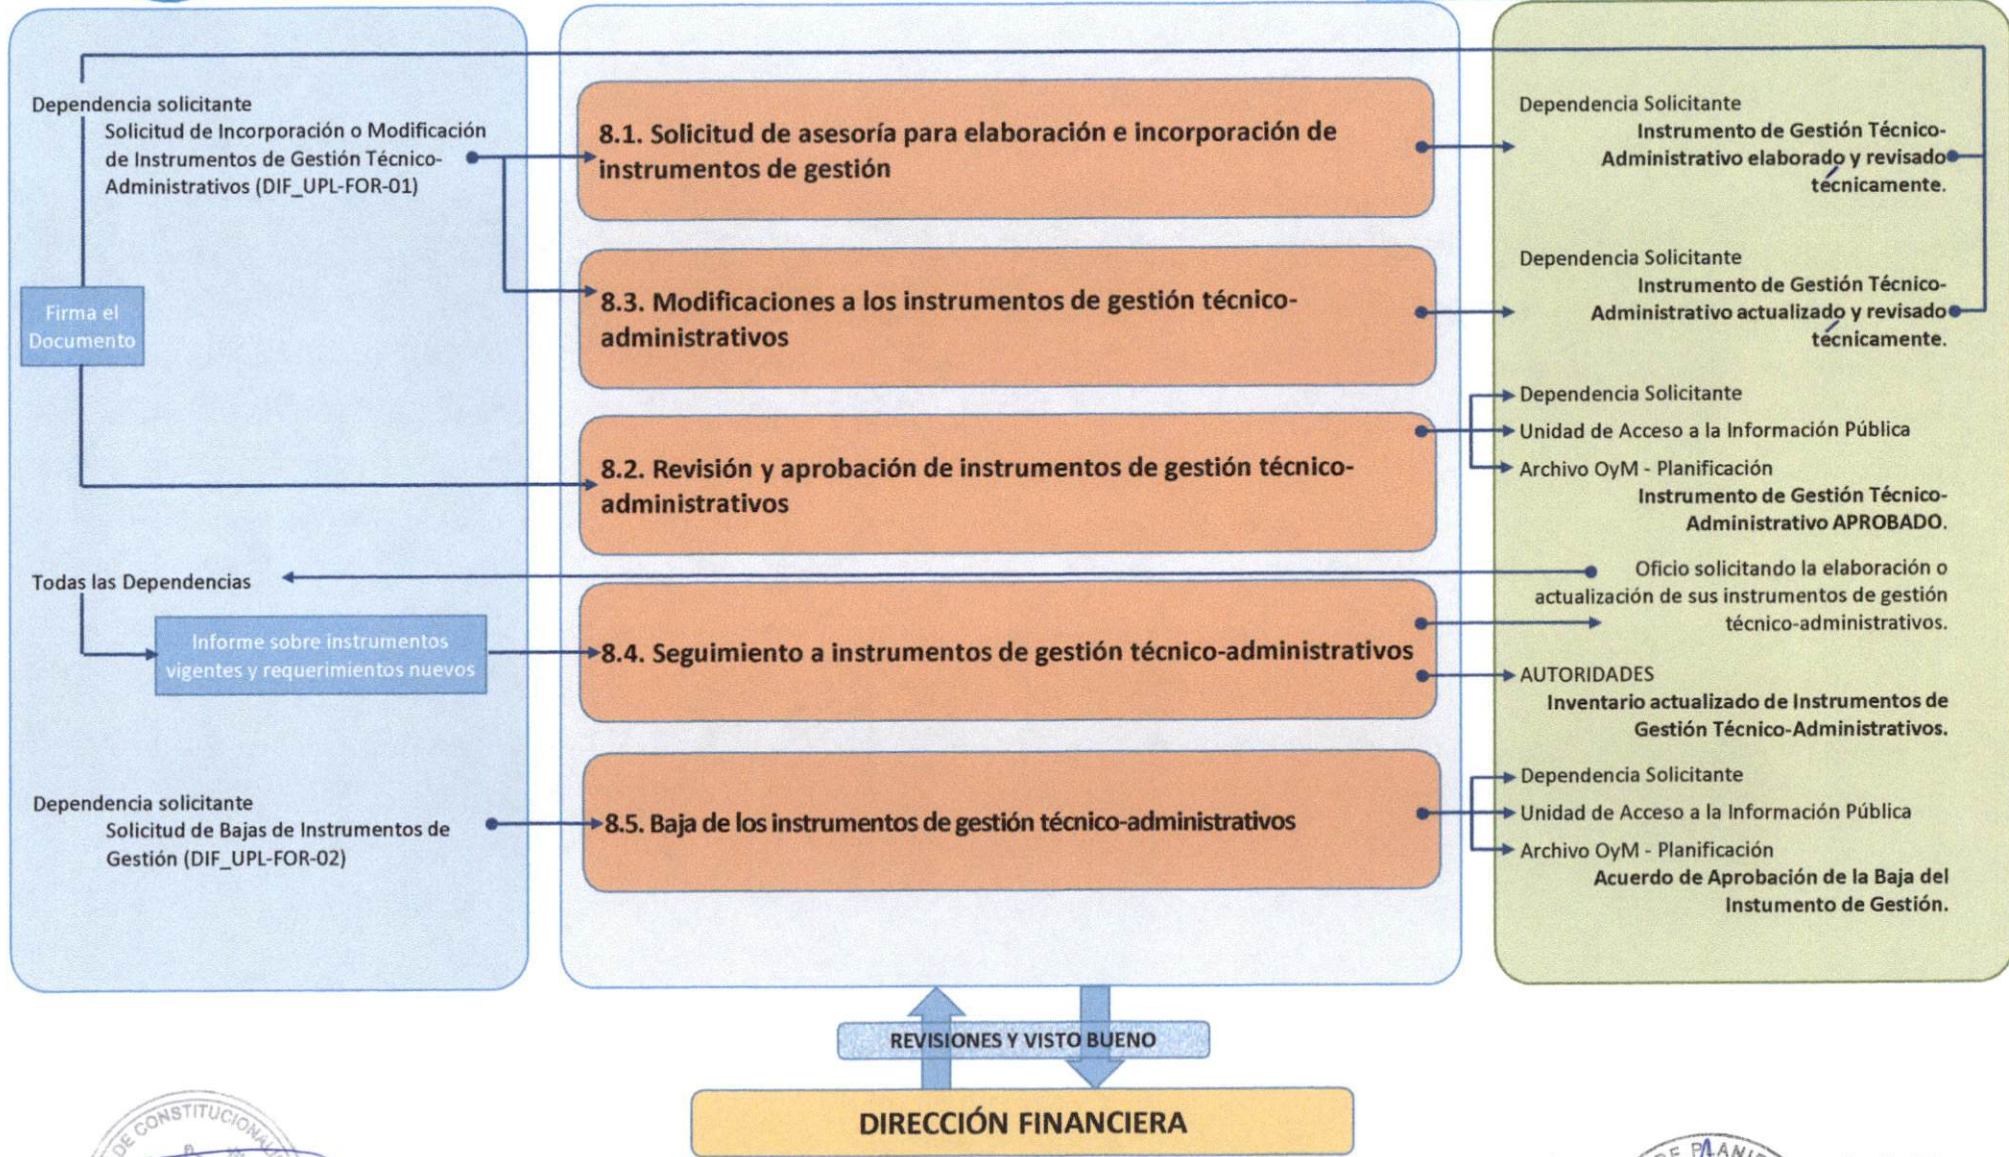 Dependencia solicitante
Solicitud de Incorporación o Modificación
de Instrumentos de Gestión Técnico-
Administrativos (DIF_UPL-FOR-01)
Firma el
Documento
Todas las Dependencias
Informe sobre instrumentos
vigentes y requerimientos nuevos
Dependencia solicitante
Solicitud de Bajas de Instrumentos de
Gestión (DIF_UPL-FOR-02)
8.1. Solicitud de asesoría para elaboración e incorporación de
instrumentos de gestión
8.3. Modificaciones a los instrumentos de gestión técnico-
administrativos
8.2. Revisión y aprobación de instrumentos de gestión técnico-
administrativos
8.4. Seguimiento a instrumentos de gestión técnico-administrativos
8.5. Baja de los instrumentos de gestión técnico-administrativos
Dependencia Solicitante
Instrumento de Gestión Técnico-
Administrativo elaborado y revisado
técnicamente.
Dependencia Solicitante
Instrumento de Gestión Técnico-
Administrativo actualizado y revisado
técnicamente.
Dependencia Solicitante
Unidad de Acceso a la Información Pública
Archivo OyM - Planificación
Instrumento de Gestión Técnico-
Administrativo APROBADO.
Oficio solicitando la elaboración o
actualización de sus instrumentos de gestión
técnico-administrativos.
AUTORIDADES
Inventario actualizado de Instrumentos de
Gestión Técnico-Administrativos.
Dependencia Solicitante
Unidad de Acceso a la Información Pública
Archivo OyM - Planificación
Acuerdo de Aprobación de la Baja del
Instumento de Gestión.
REVISIONES Y VISTO BUENO
DIRECCIÓN FINANCIERA
DE